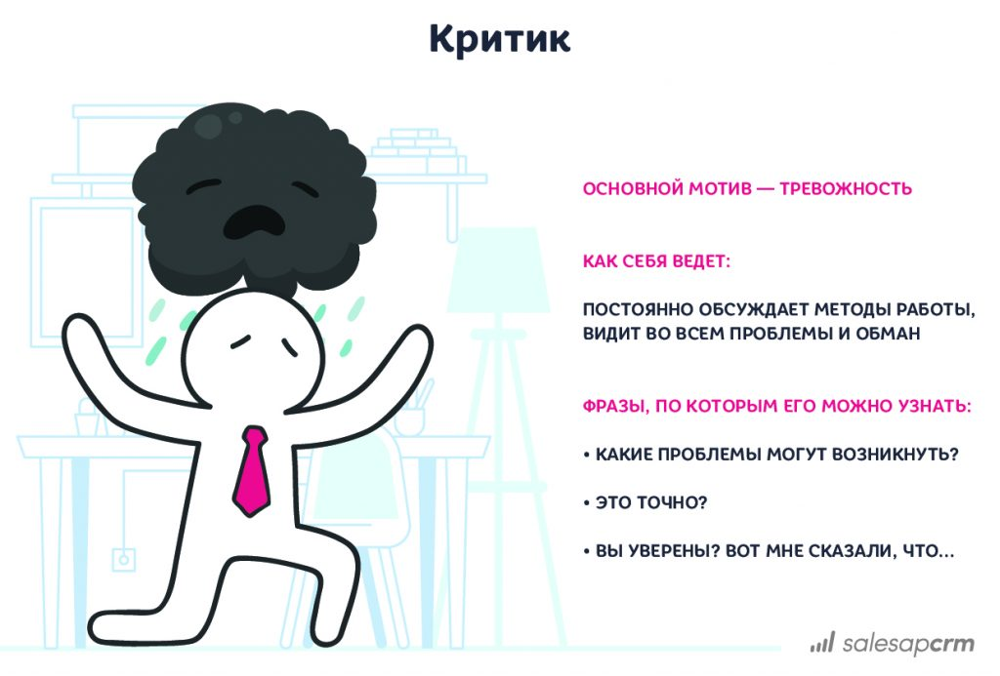 Критик
ОСНОВНОЙ МОТИВ — ТРЕВОЖНОСТЬ
КАК СЕБЯ ВЕДЕТ:
ПОСТОЯННО ОБСУЖДАЕТ МЕТОДЫ РАБОТЫ,
ВИДИТ ВО ВСЕМ ПРОБЛЕМЫ И ОБМАН
ФРАЗЫ, ПО КОТОРЫМ ЕГО МОЖНО УЗНАТЬ:
• КАКИЕ ПРОБЛЕМЫ МОГУТ ВОЗНИКНУТЬ?
• ЭТО ТОЧНО?
• ВЫ УВЕРЕНЫ? ВОТ МНЕ СКАЗАЛИ, ЧТО...
salesapcrm